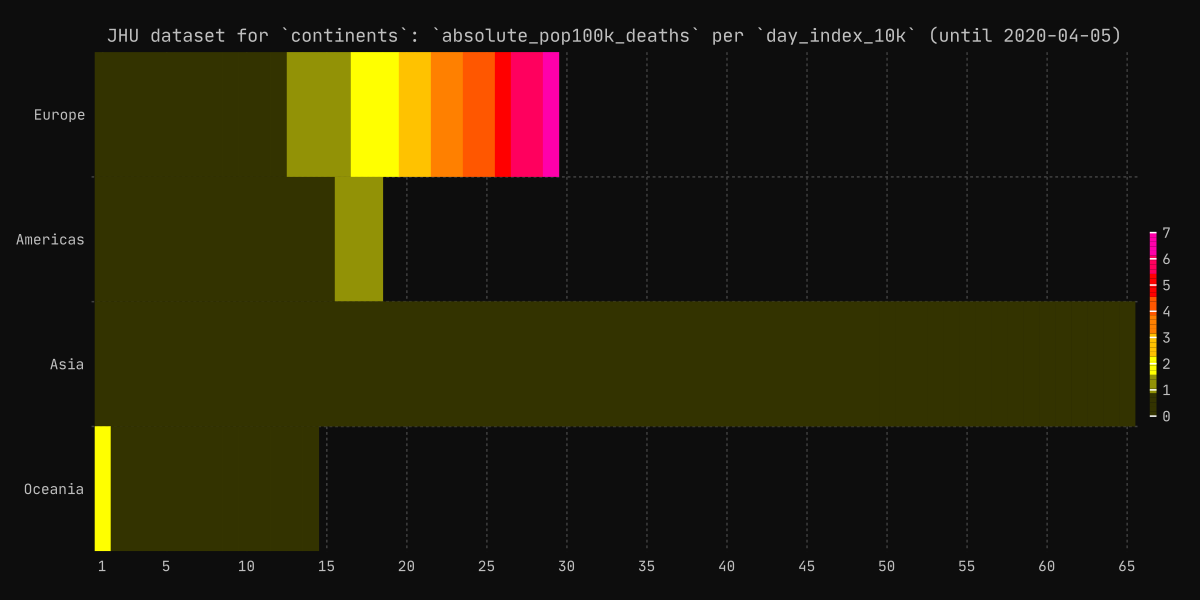 JHU dataset for `continents`: `absolute_pop100k_deaths` per `day_index_10k` (until 2020-04-05)
Europe
Americas
Asia
Oceania
7
6
5
4
3
2
1
0
1 5 10 15 20 25 30 35 40 45 50 55 60 65